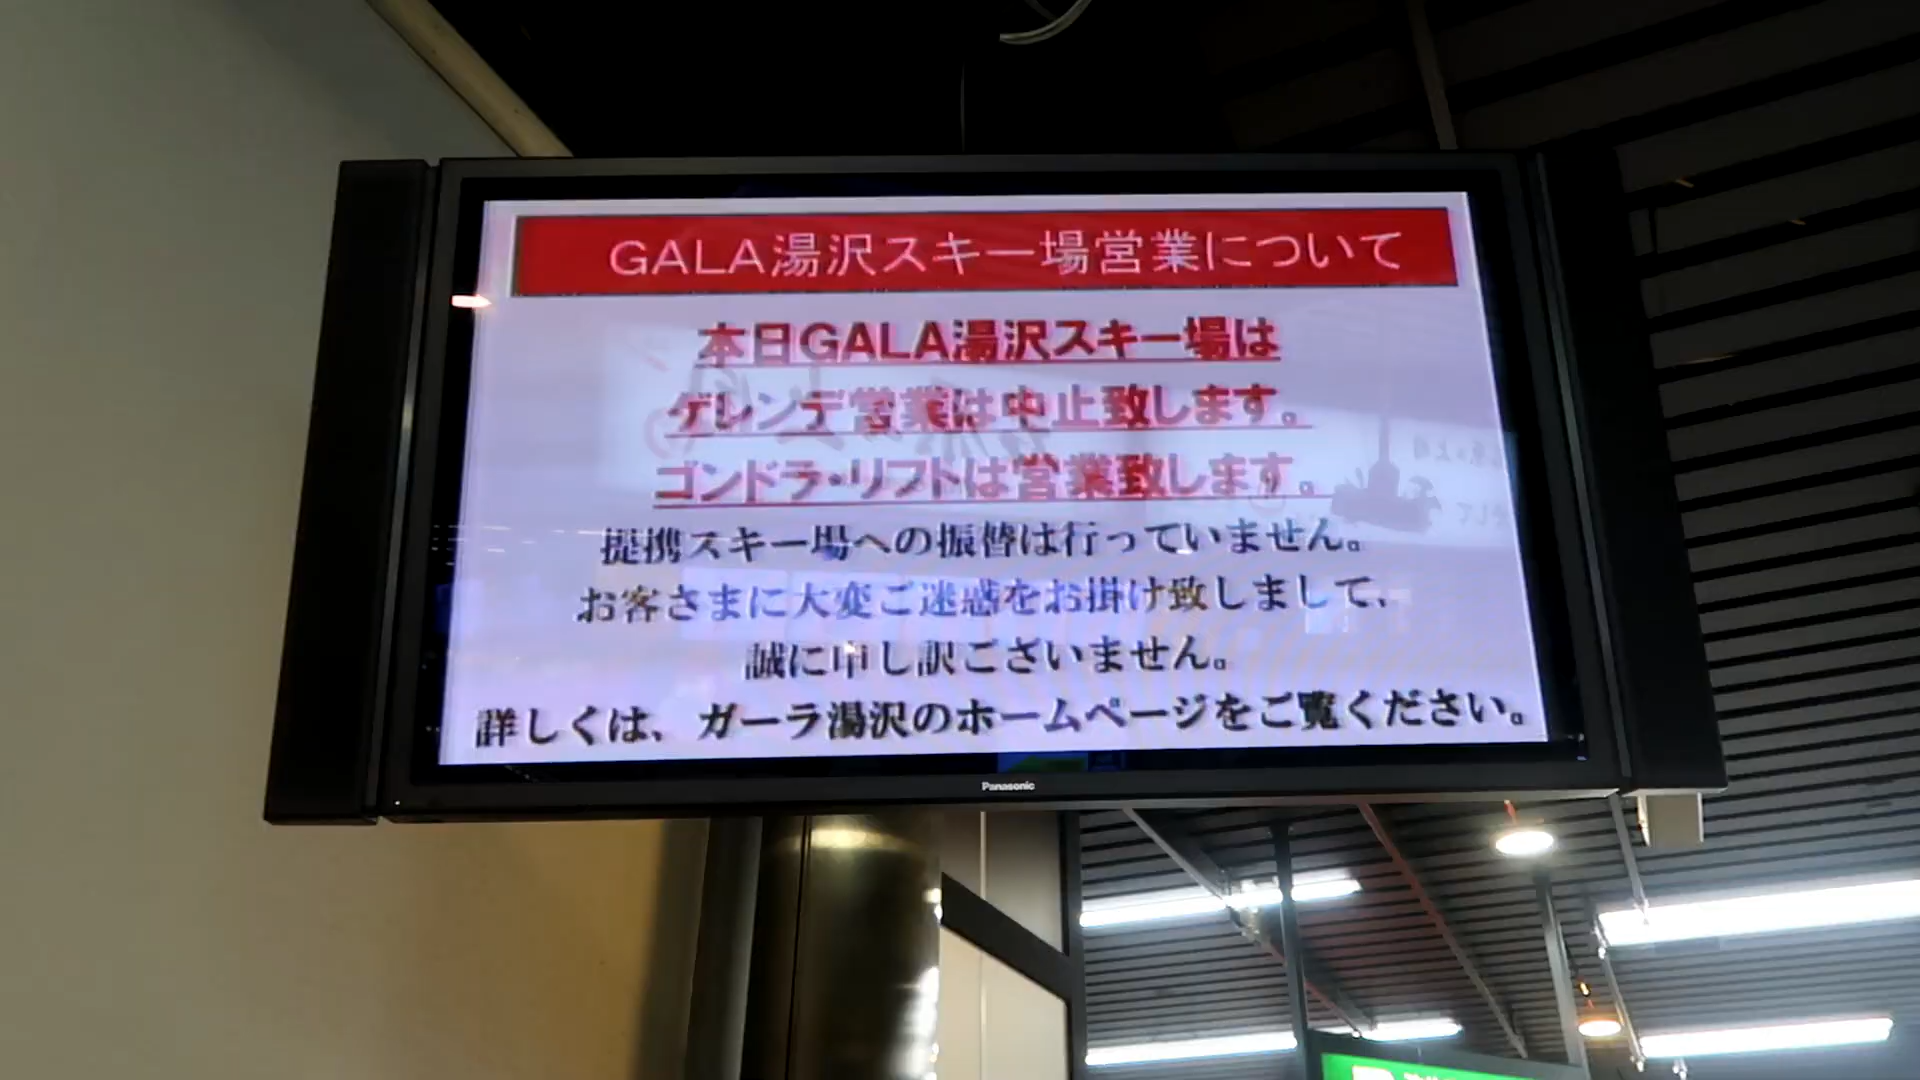 GALA湯沢スキー場営業について
本日GALA湯沢スキー場は
ゲレンデ営業は中止致します。
ゴンドラ・リフトは営業致します。
提携スキー場への振替は行っていません。
お客さまに大変ご迷惑をお掛け致しまして、
誠に申し訳ございません。
詳しくは、ガーラ湯沢のホームページをご覧ください。
Panasonic